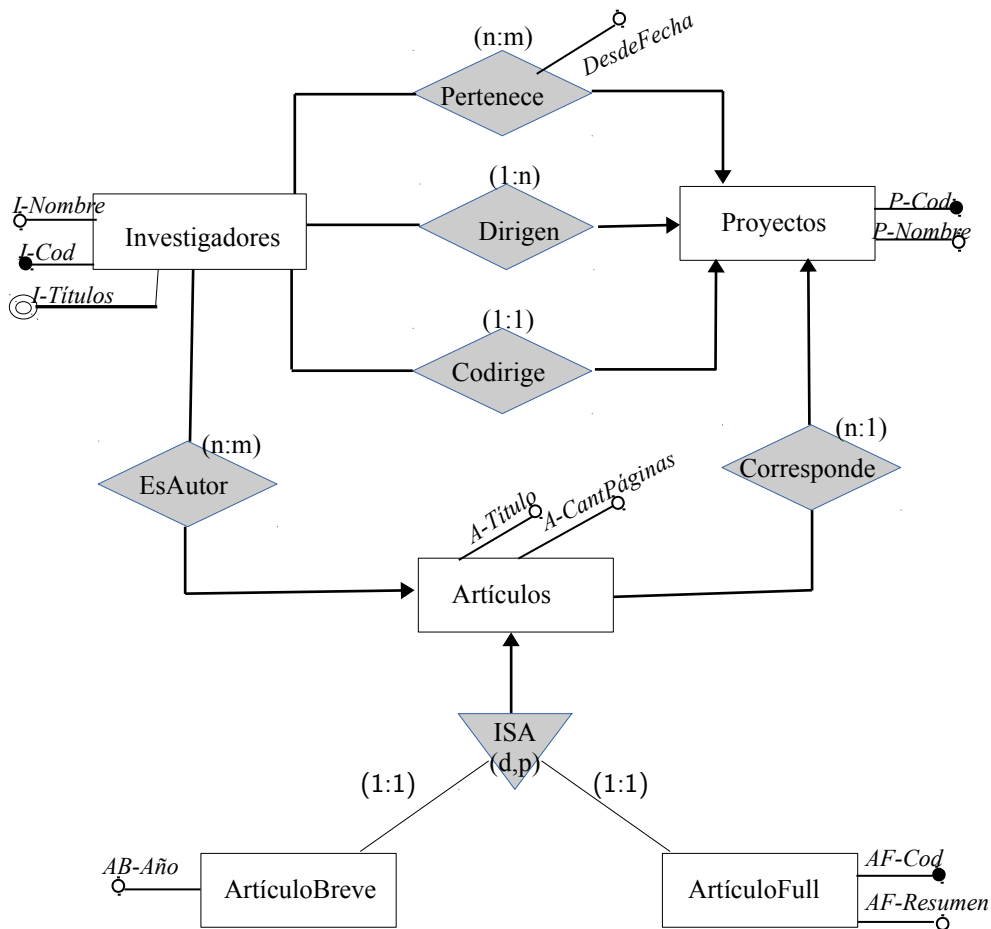 (n:m)
DesdeFecha
Pertenece
(1:n)
I-Nombre
P-Cod
Proyectos
Investigadores
Dirigen
P-Nombre
I-Cod
I-Títulos
(1:1)
Codirige
(n:m)
(n:1)
EsAutor
Corresponde
A-Título
A-CantPáginas
Artículos
ISA
(d,p)
(1:1)
(1:1)
AB-Año
ArtículoBreve
ArtículoFull
AF-Cod
AF-Resumen